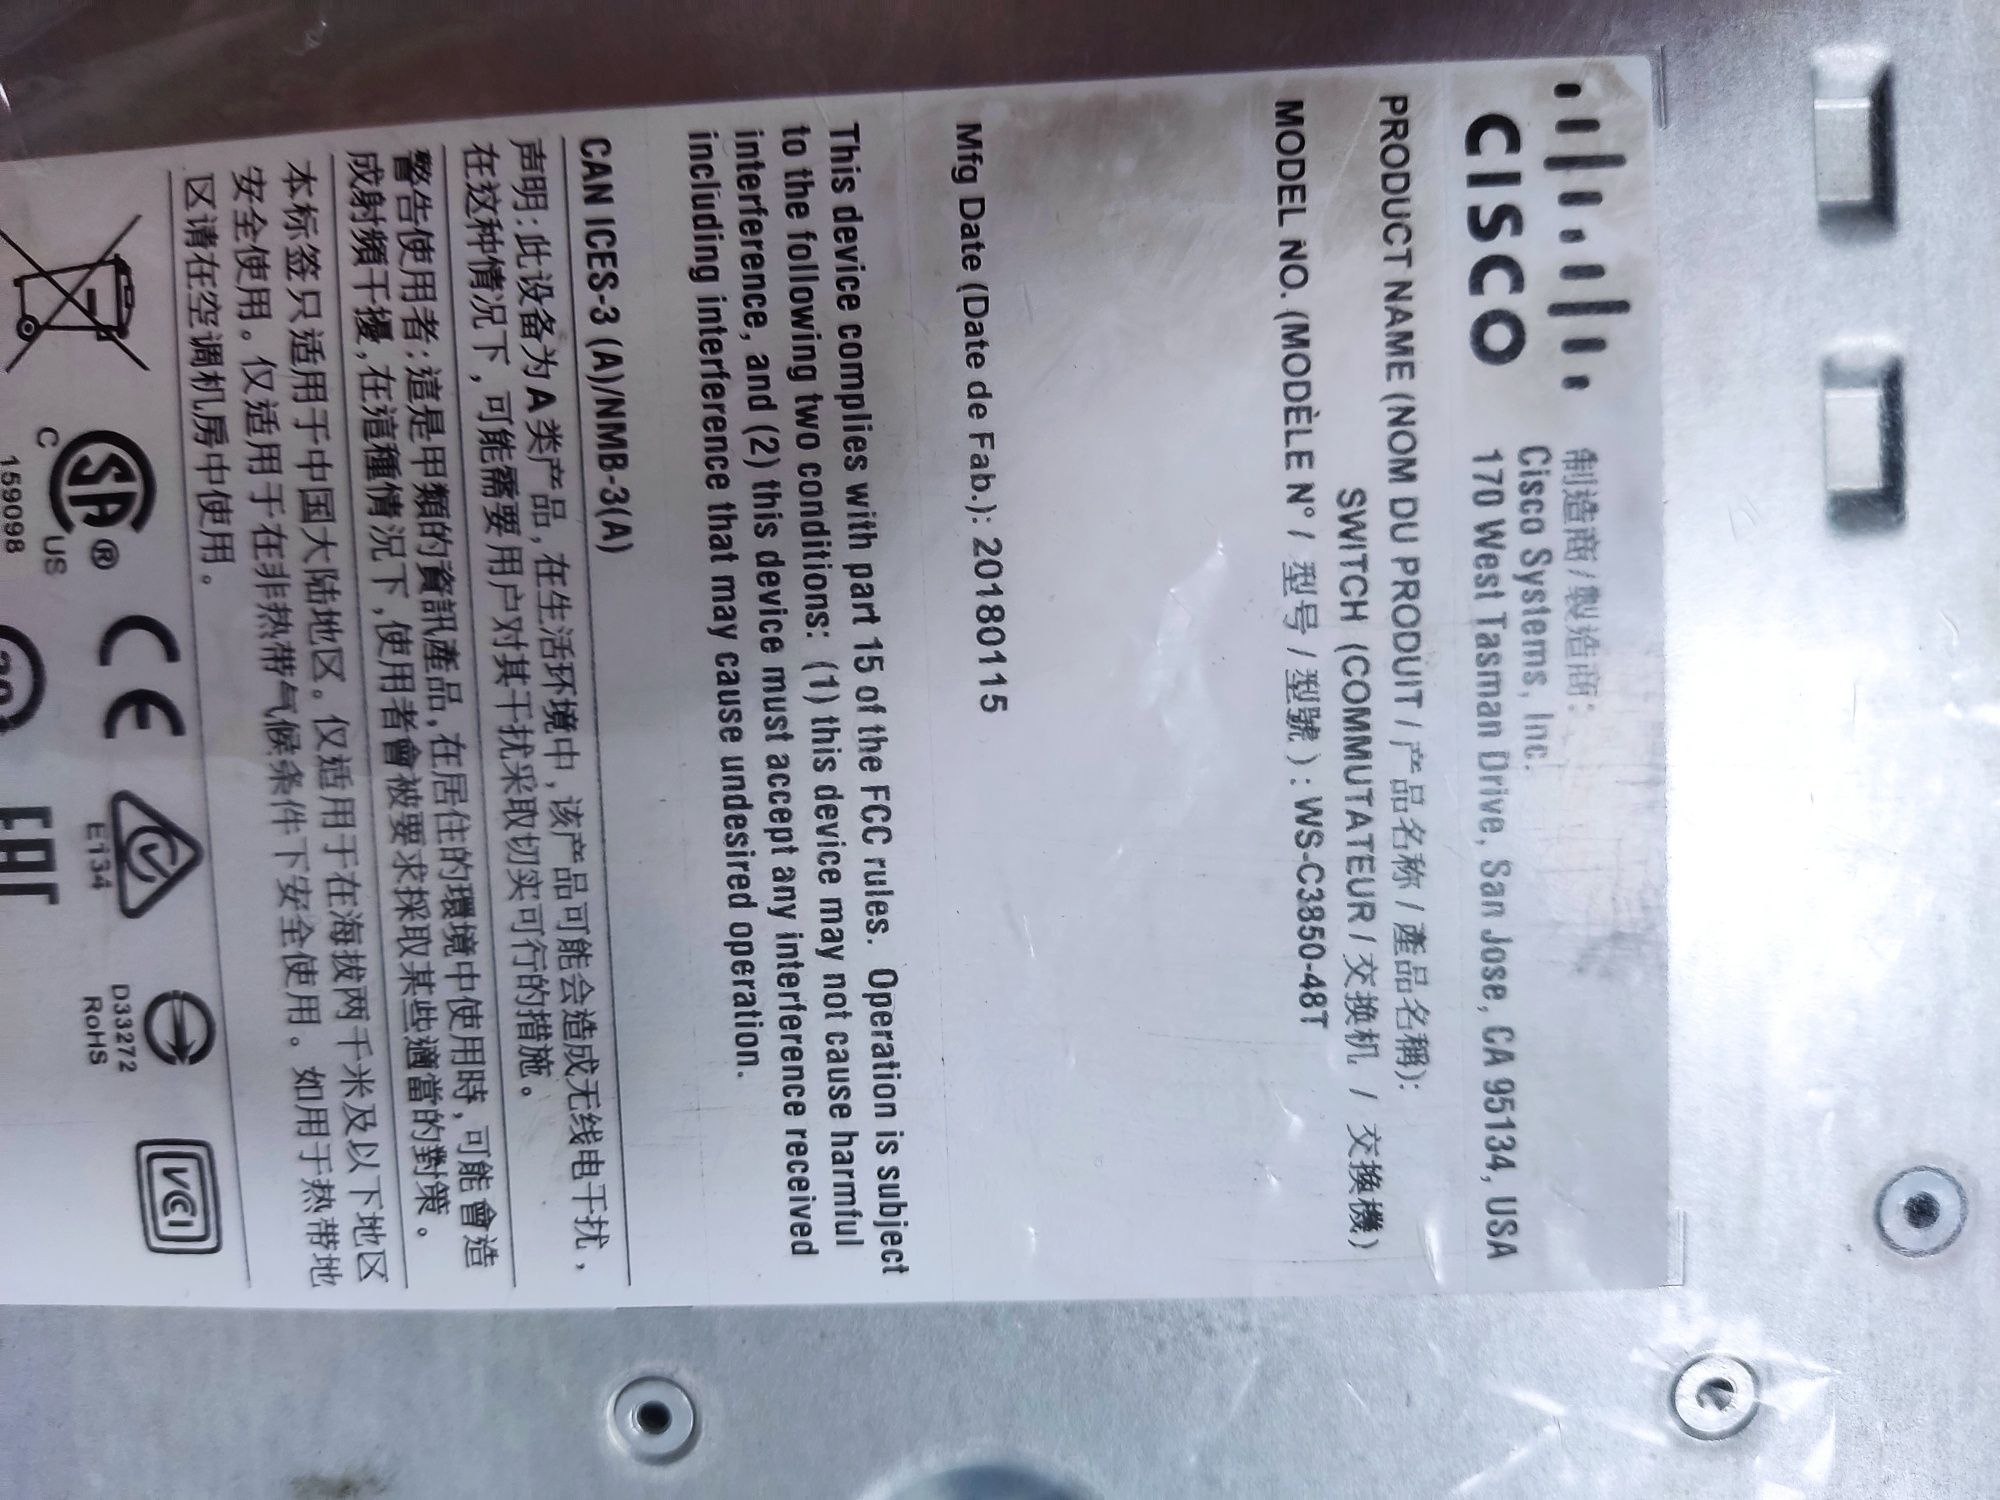 CISCO
制造商/製造商:
Cisco Systems, Inc.
170 West Tasman Drive, San Jose, CA 95134, USA
PRODUCT NAME (NOM DU PRODUIT / 产品名称 / 產品名稱):
SWITCH (COMMUTATEUR / 交换机 / 交換機)
MODEL NO. (MODÈLE N° / 型号 / 型號 ) : WS-C3850-48T
Mfg Date (Date de Fab.): 20180115
This device complies with part 15 of the FCC rules. Operation is subject
to the following two conditions: (1) this device may not cause harmful
interference, and (2) this device must accept any interference received
including interference that may cause undesired operation.
CAN ICES-3 (A)/NMB-3(A)
声明:此设备为A类产品,在生活环境中,该产品可能会造成无线电干扰,
在这种情况下,可能需要用户对其干扰采取切实可行的措施。
警告使用者:這是甲類的資訊產品,在居住的環境中使用時,可能會造
成射頻干擾,在這種情況下,使用者會被要求採取某些適當的對策。
本标签只适用于中国大陆地区。仅适用于在海拔两千米及以下地区
安全使用。仅适用于在非热带气候条件下安全使用。如用于热带地
区请在空调机房中使用。
C SA ® US
159098
CE
E134
D33272
RoHS
VCI
20
EAC